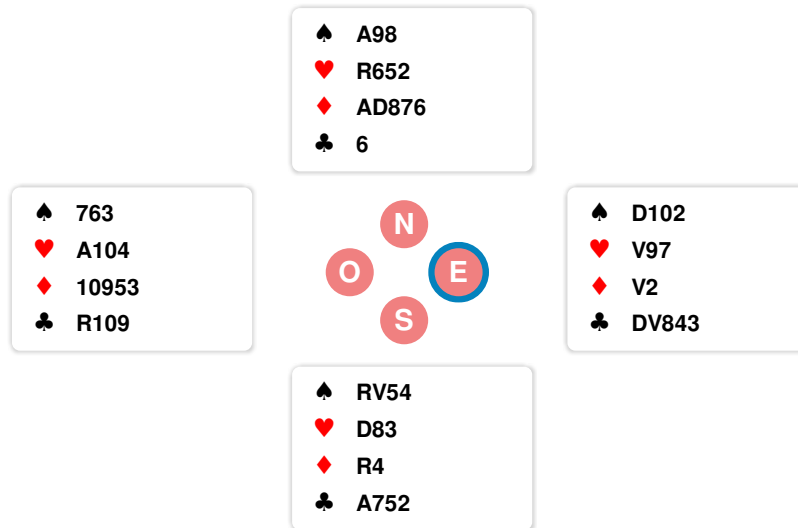 ♠ A98
♥ R652
♦ AD876
♣ 6
♠ 763
♥ A104
♦ 10953
♣ R109
N
O
E
S
♠ D102
♥ V97
♦ V2
♣ DV843
♠ RV54
♥ D83
♦ R4
♣ A752